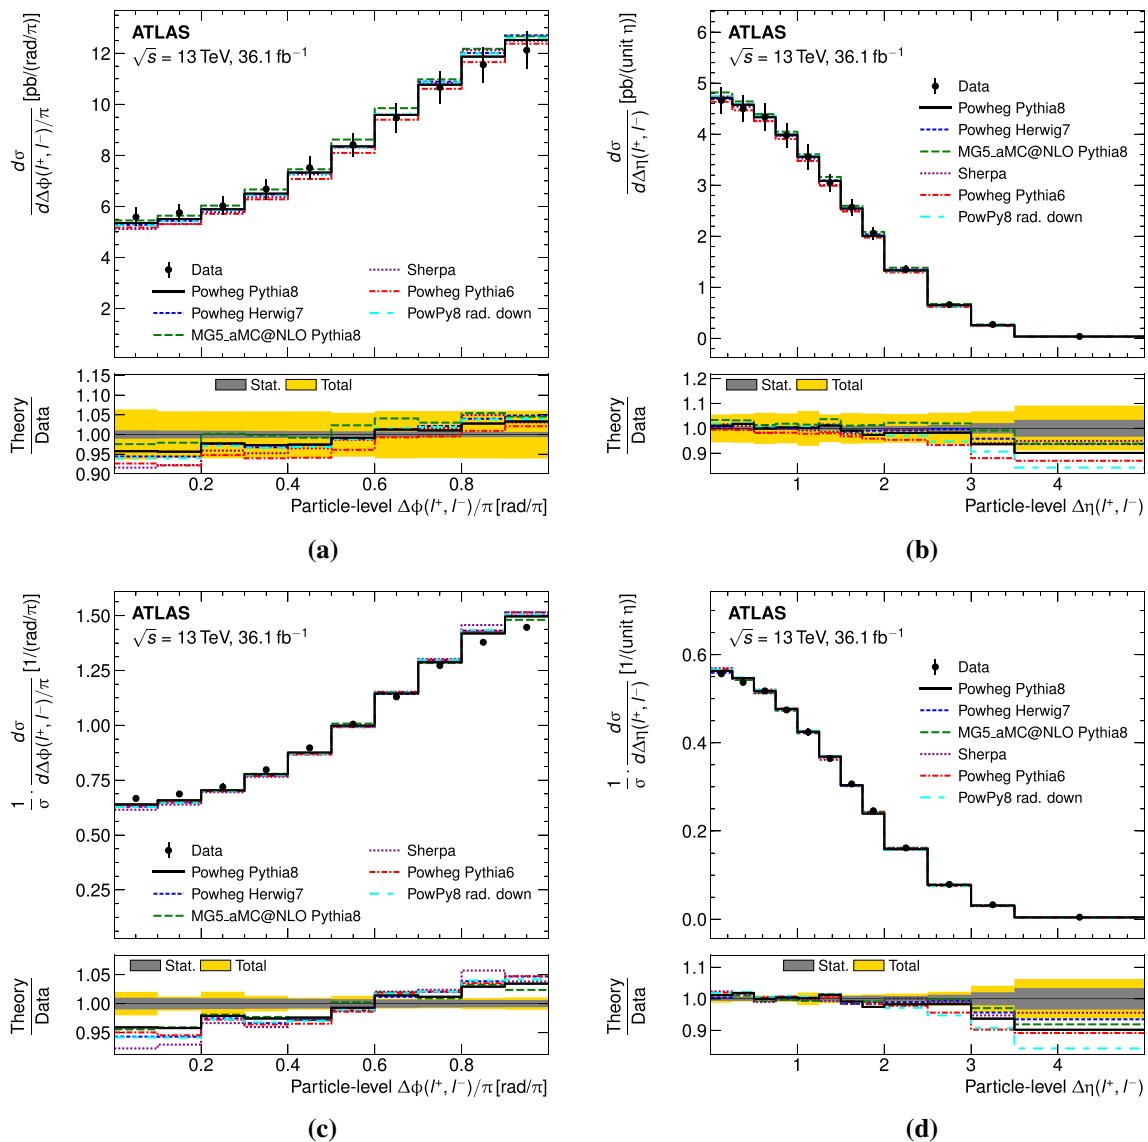 ATLAS
√s = 13 TeV, 36.1 fb⁻¹
dσ / dΔϕ(l⁺, l⁻)/π [pb/(rad/π)]
12
10
8
6
4
2
Data
Powheg Pythia8
Powheg Herwig7
MG5_aMC@NLO Pythia8
Sherpa
Powheg Pythia6
PowPy8 rad. down
Theory / Data
1.15
1.10
1.05
1.00
0.95
0.90
Stat. Total
0.2 0.4 0.6 0.8
Particle-level Δϕ(l⁺, l⁻)/π [rad/π]
(a)
ATLAS
√s = 13 TeV, 36.1 fb⁻¹
dσ / dΔη(l⁺, l⁻) [pb/(unit η)]
6
5
4
3
2
1
0
Data
Powheg Pythia8
Powheg Herwig7
MG5_aMC@NLO Pythia8
Sherpa
Powheg Pythia6
PowPy8 rad. down
Theory / Data
1.2
1.1
1.0
0.9
Stat. Total
1 2 3 4
Particle-level Δη(l⁺, l⁻)
(b)
ATLAS
√s = 13 TeV, 36.1 fb⁻¹
1/σ · dσ / dΔϕ(l⁺, l⁻)/π [1/(rad/π)]
1.50
1.25
1.00
0.75
0.50
0.25
Data
Powheg Pythia8
Powheg Herwig7
MG5_aMC@NLO Pythia8
Sherpa
Powheg Pythia6
PowPy8 rad. down
Theory / Data
1.05
1.00
0.95
Stat. Total
0.2 0.4 0.6 0.8
Particle-level Δϕ(l⁺, l⁻)/π [rad/π]
(c)
ATLAS
√s = 13 TeV, 36.1 fb⁻¹
1/σ · dσ / dΔη(l⁺, l⁻) [1/(unit η)]
0.6
0.4
0.2
0.0
Data
Powheg Pythia8
Powheg Herwig7
MG5_aMC@NLO Pythia8
Sherpa
Powheg Pythia6
PowPy8 rad. down
Theory / Data
1.1
1.0
0.9
Stat. Total
1 2 3 4
Particle-level Δη(l⁺, l⁻)
(d)